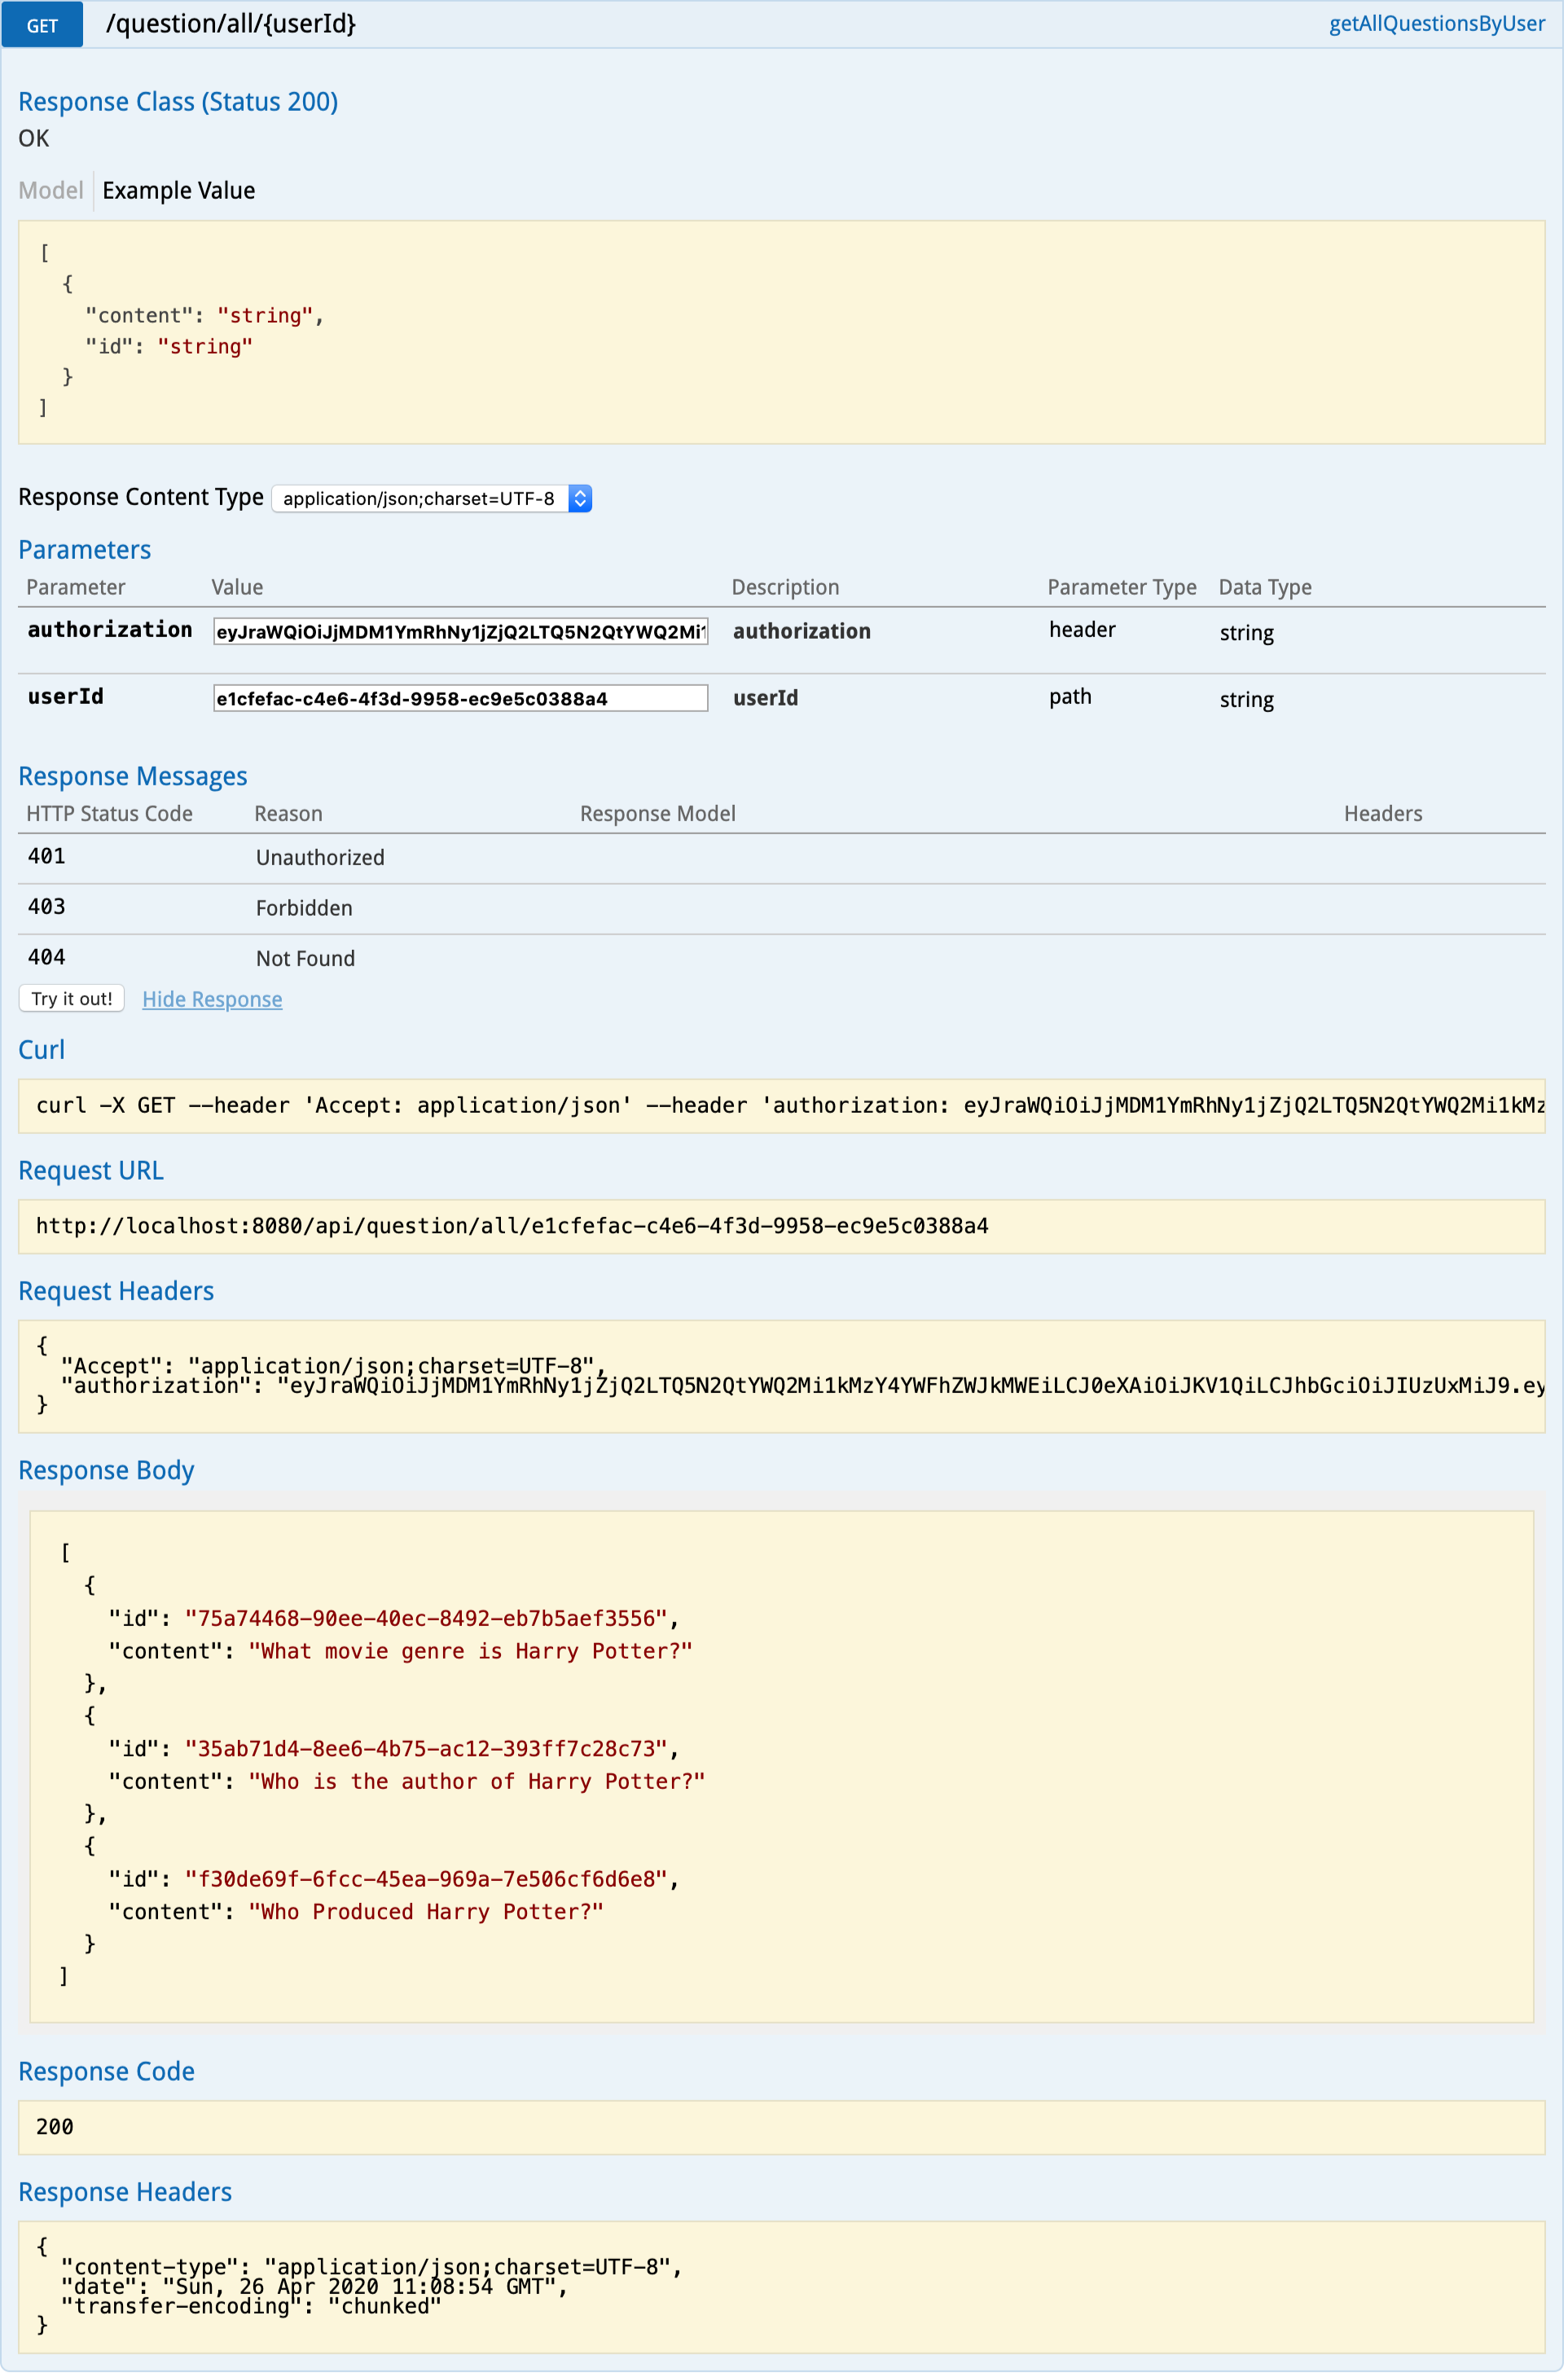 GET /question/all/{userId} getAllQuestionsByUser
Response Class (Status 200)
OK
Model Example Value
[
{
"content": "string",
"id": "string"
}
]
Response Content Type application/json;charset=UTF-8
Parameters
Parameter Value Description Parameter Type Data Type
authorization eyJraWQiOiJjMDM1YmRhNy1jZjQ2LTQ5N2QtYWQ2Mi1 authorization header string
userId e1cfefac-c4e6-4f3d-9958-ec9e5c0388a4 userId path string
Response Messages
HTTP Status Code Reason Response Model Headers
401 Unauthorized
403 Forbidden
404 Not Found
Try it out! Hide Response
Curl
curl -X GET --header 'Accept: application/json' --header 'authorization: eyJraWQiOiJjMDM1YmRhNy1jZjQ2LTQ5N2QtYWQ2Mi1kMz
Request URL
http://localhost:8080/api/question/all/e1cfefac-c4e6-4f3d-9958-ec9e5c0388a4
Request Headers
{
"Accept": "application/json;charset=UTF-8",
"authorization": "eyJraWQiOiJjMDM1YmRhNy1jZjQ2LTQ5N2QtYWQ2Mi1kMzY4YWFhZWJkMWEiLCJ0eXAiOiJKV1QiLCJhbGciOiJIUzUxMiJ9.ey
}
Response Body
[
{
"id": "75a74468-90ee-40ec-8492-eb7b5aef3556",
"content": "What movie genre is Harry Potter?"
},
{
"id": "35ab71d4-8ee6-4b75-ac12-393ff7c28c73",
"content": "Who is the author of Harry Potter?"
},
{
"id": "f30de69f-6fcc-45ea-969a-7e506cf6d6e8",
"content": "Who Produced Harry Potter?"
}
]
Response Code
200
Response Headers
{
"content-type": "application/json;charset=UTF-8",
"date": "Sun, 26 Apr 2020 11:08:54 GMT",
"transfer-encoding": "chunked"
}